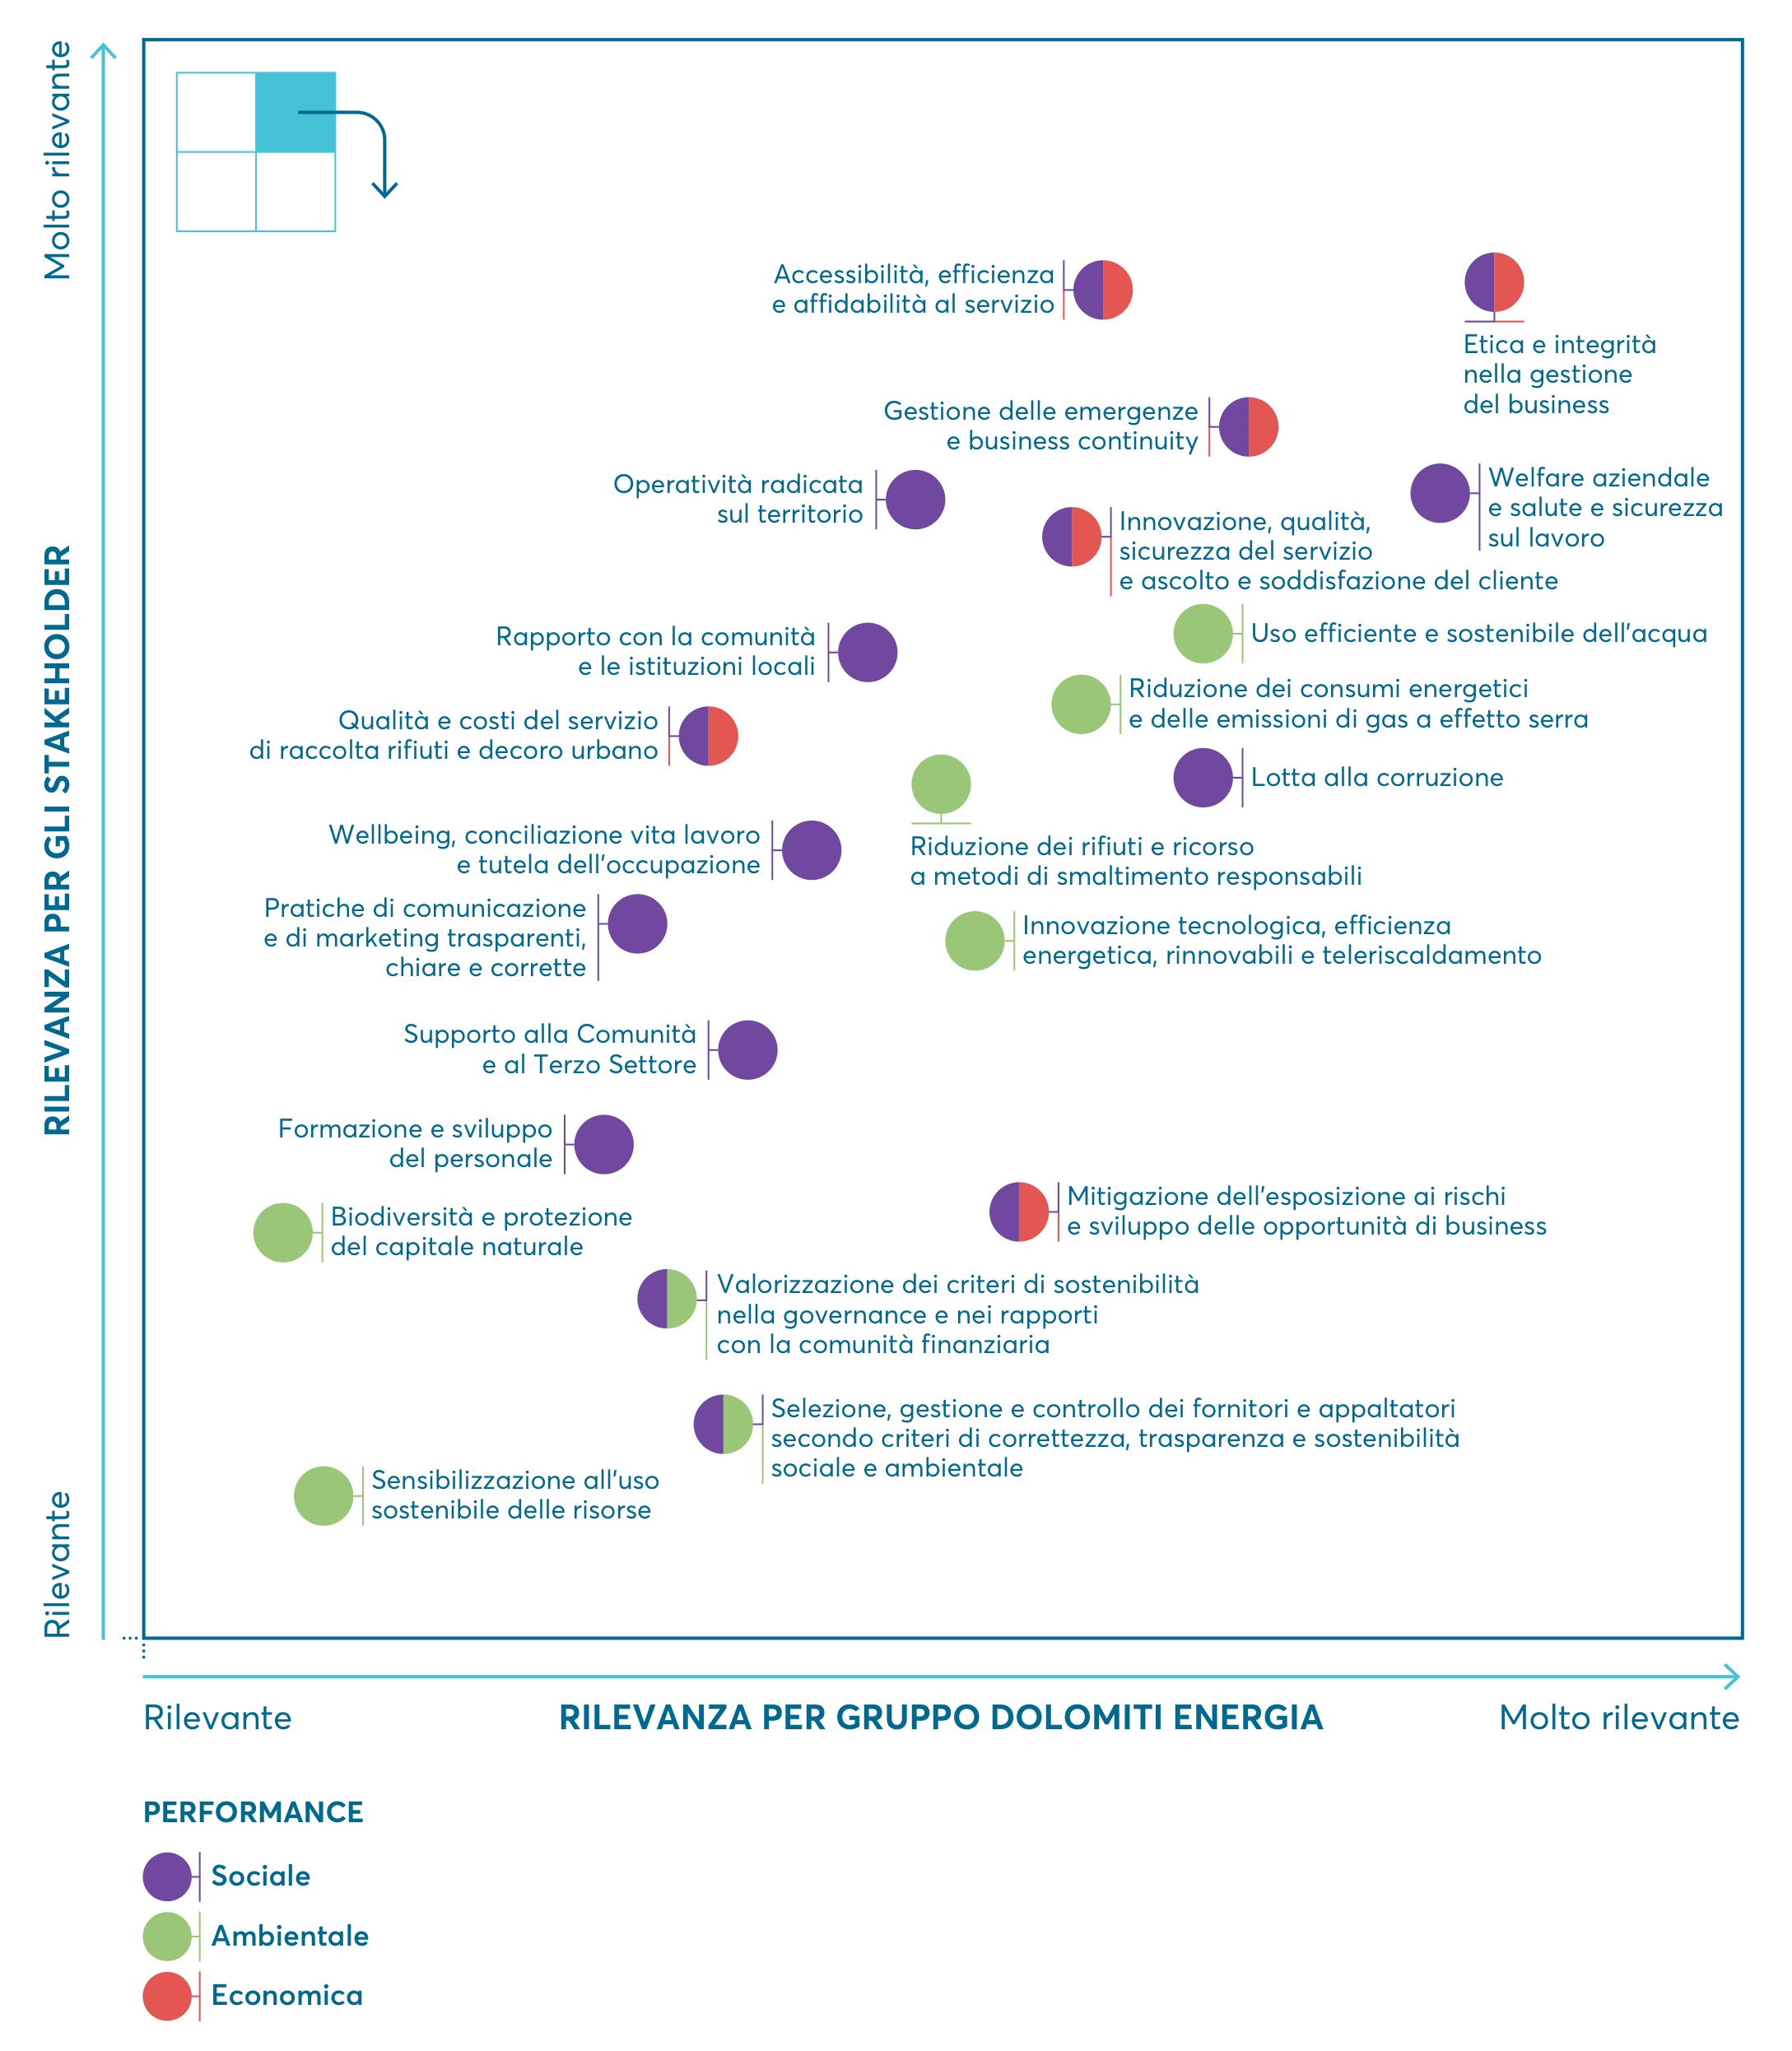 Molto rilevante
RILEVANZA PER GLI STAKEHOLDER
Rilevante
Accessibilità, efficienza
e affidabilità al servizio
Etica e integrità
nella gestione
del business
Gestione delle emergenze
e business continuity
Operatività radicata
sul territorio
Welfare aziendale
e salute e sicurezza
sul lavoro
Innovazione, qualità,
sicurezza del servizio
e ascolto e soddisfazione del cliente
Rapporto con la comunità
e le istituzioni locali
Uso efficiente e sostenibile dell'acqua
Riduzione dei consumi energetici
e delle emissioni di gas a effetto serra
Qualità e costi del servizio
di raccolta rifiuti e decoro urbano
Lotta alla corruzione
Wellbeing, conciliazione vita lavoro
e tutela dell'occupazione
Riduzione dei rifiuti e ricorso
a metodi di smaltimento responsabili
Pratiche di comunicazione
e di marketing trasparenti,
chiare e corrette
Innovazione tecnologica, efficienza
energetica, rinnovabili e teleriscaldamento
Supporto alla Comunità
e al Terzo Settore
Formazione e sviluppo
del personale
Mitigazione dell'esposizione ai rischi
e sviluppo delle opportunità di business
Biodiversità e protezione
del capitale naturale
Valorizzazione dei criteri di sostenibilità
nella governance e nei rapporti
con la comunità finanziaria
Selezione, gestione e controllo dei fornitori e appaltatori
secondo criteri di correttezza, trasparenza e sostenibilità
sociale e ambientale
Sensibilizzazione all'uso
sostenibile delle risorse
Rilevante
RILEVANZA PER GRUPPO DOLOMITI ENERGIA
Molto rilevante
PERFORMANCE
Sociale
Ambientale
Economica